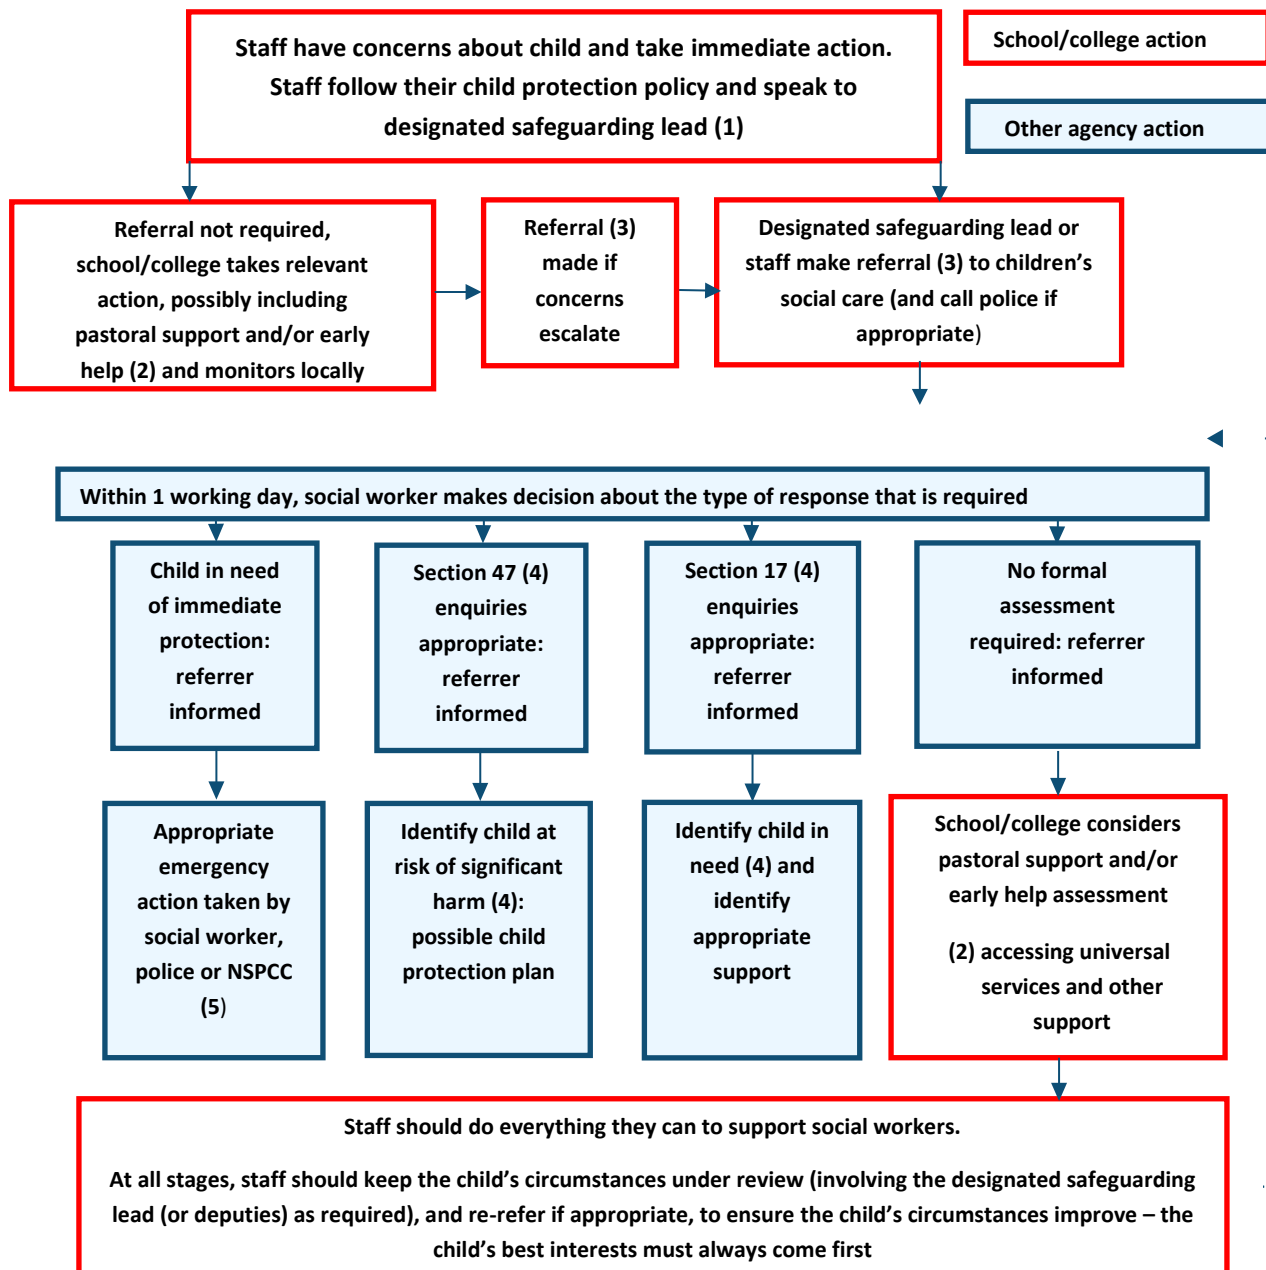 Staff have concerns about child and take immediate action.
Staff follow their child protection policy and speak to
designated safeguarding lead (1)
School/college action
Other agency action
Referral not required,
school/college takes relevant
action, possibly including
pastoral support and/or early
help (2) and monitors locally
Referral (3)
made if
concerns
escalate
Designated safeguarding lead or
staff make referral (3) to children’s
social care (and call police if
appropriate)
Within 1 working day, social worker makes decision about the type of response that is required
Child in need
of immediate
protection:
referrer
informed
Section 47 (4)
enquiries
appropriate:
referrer
informed
Section 17 (4)
enquiries
appropriate:
referrer
informed
No formal
assessment
required: referrer
informed
Appropriate
emergency
action taken by
social worker,
police or NSPCC
(5)
Identify child at
risk of significant
harm (4):
possible child
protection plan
Identify child in
need (4) and
identify
appropriate
support
School/college considers
pastoral support and/or
early help assessment
(2) accessing universal
services and other
support
Staff should do everything they can to support social workers.
At all stages, staff should keep the child’s circumstances under review (involving the designated safeguarding
lead (or deputies) as required), and re-refer if appropriate, to ensure the child’s circumstances improve – the
child’s best interests must always come first